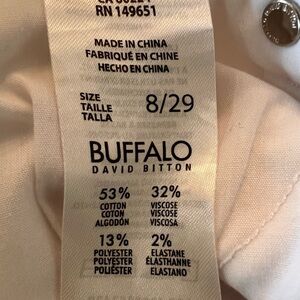 RN 149651
MADE IN CHINA
FABRIQUÉ EN CHINE
HECHO EN CHINA
SIZE
TAILLE
TALLA
8/29
BUFFALO
DAVID BITTON
53% 32%
COTTON VISCOSE
COTON VISCOSE
ALGODÓN VISCOSA
13% 2%
POLYESTER ELASTANE
POLYESTER ÉLASTHANNE
POLIÉSTER ELASTANO